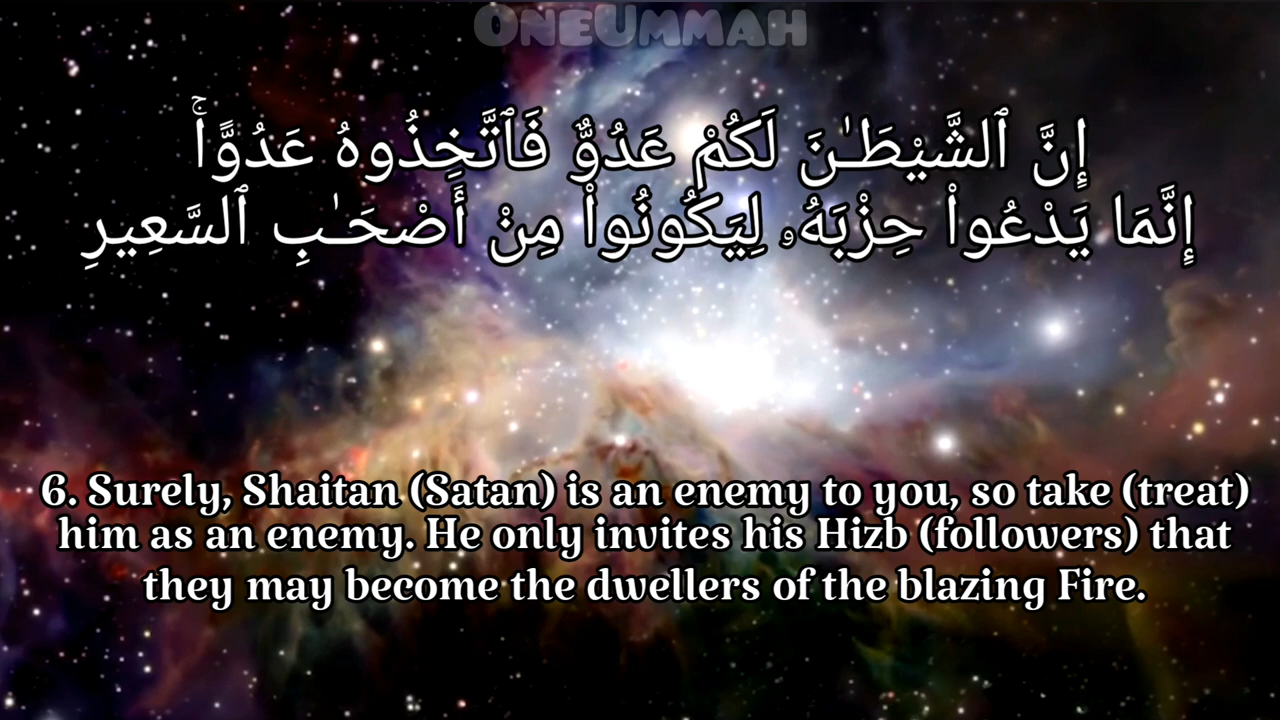 OneUmmah
إِنَّ ٱلشَّيْطَـٰنَ لَكُمْ عَدُوٌّ فَٱتَّخِذُوهُ عَدُوًّاۚ
إِنَّمَا يَدْعُوا۟ حِزْبَهُۥ لِيَكُونُوا۟ مِنْ أَصْحَـٰبِ ٱلسَّعِيرِ
6. Surely, Shaitan (Satan) is an enemy to you, so take (treat)
him as an enemy. He only invites his Hizb (followers) that
they may become the dwellers of the blazing Fire.